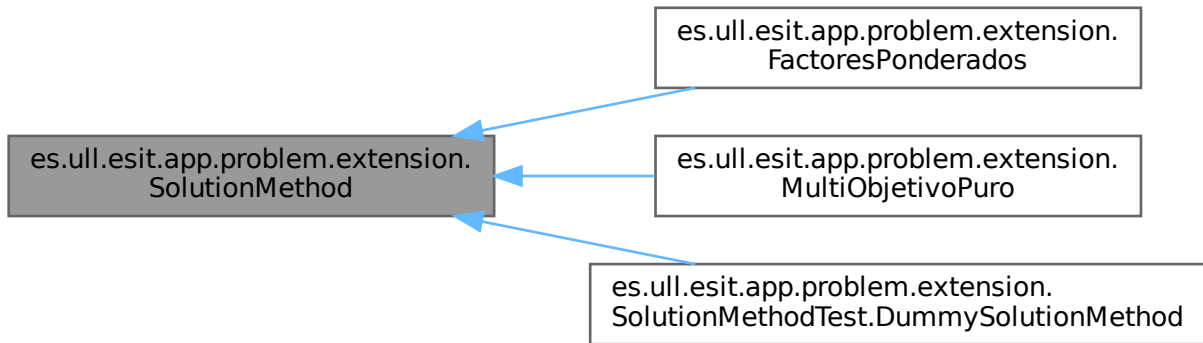 es.ull.esit.app.problem.extension.
FactoresPonderados
es.ull.esit.app.problem.extension.
SolutionMethod
es.ull.esit.app.problem.extension.
MultiObjetivoPuro
es.ull.esit.app.problem.extension.
SolutionMethodTest.DummySolutionMethod